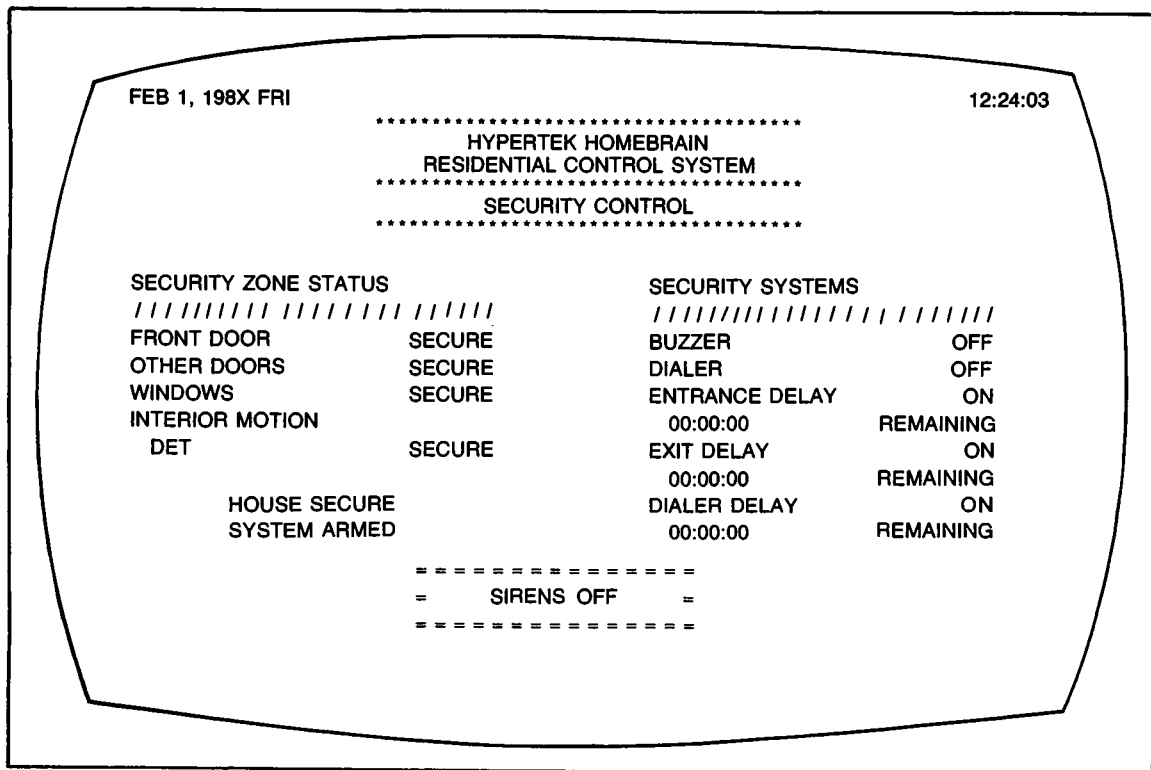 FEB 1, 198X FRI 12:24:03
****************************************
HYPERTEK HOMEBRAIN
RESIDENTIAL CONTROL SYSTEM
****************************************
SECURITY CONTROL
****************************************
SECURITY ZONE STATUS
/ / / / / / / / / / / / / / / / / / / / / / / /
FRONT DOOR SECURE
OTHER DOORS SECURE
WINDOWS SECURE
INTERIOR MOTION
DET SECURE
HOUSE SECURE
SYSTEM ARMED
SECURITY SYSTEMS
/ / / / / / / / / / / / / / / / / / / / / / / /
BUZZER OFF
DIALER OFF
ENTRANCE DELAY ON
00:00:00 REMAINING
EXIT DELAY ON
00:00:00 REMAINING
DIALER DELAY ON
00:00:00 REMAINING
= = = = = = = = = = = = = = =
= SIRENS OFF =
= = = = = = = = = = = = = = =